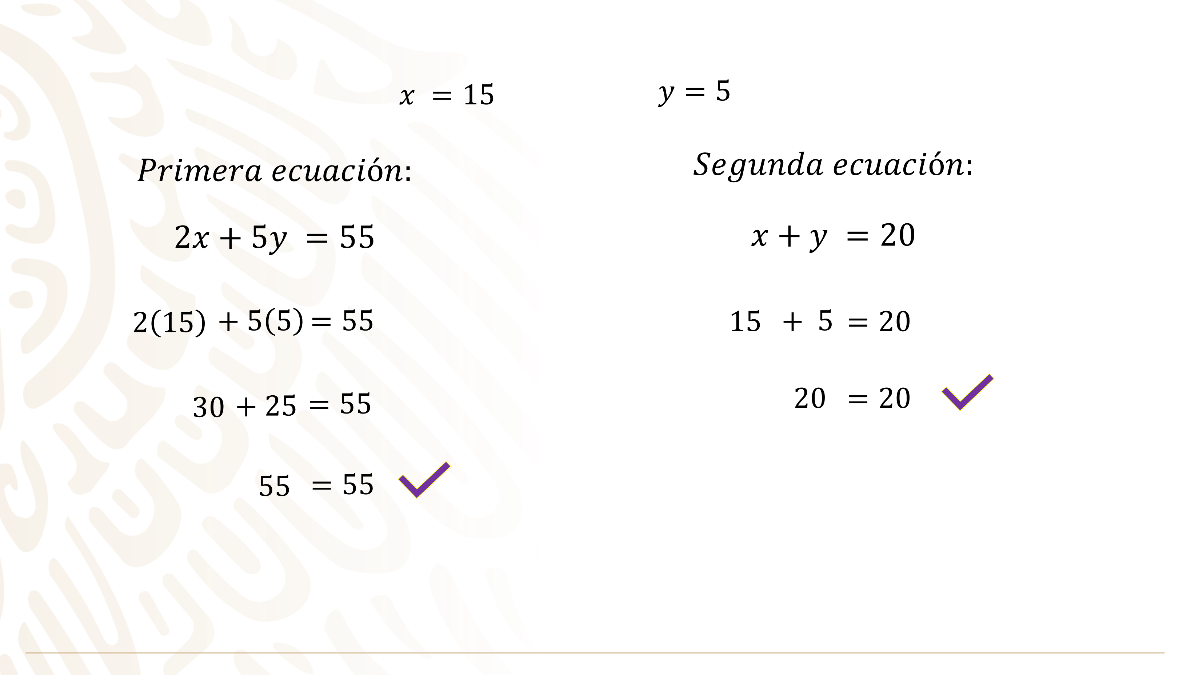 x = 15
y = 5
Primera ecuación:
2x + 5y = 55
2(15) + 5(5) = 55
30 + 25 = 55
55 = 55
Segunda ecuación:
x + y = 20
15 + 5 = 20
20 = 20